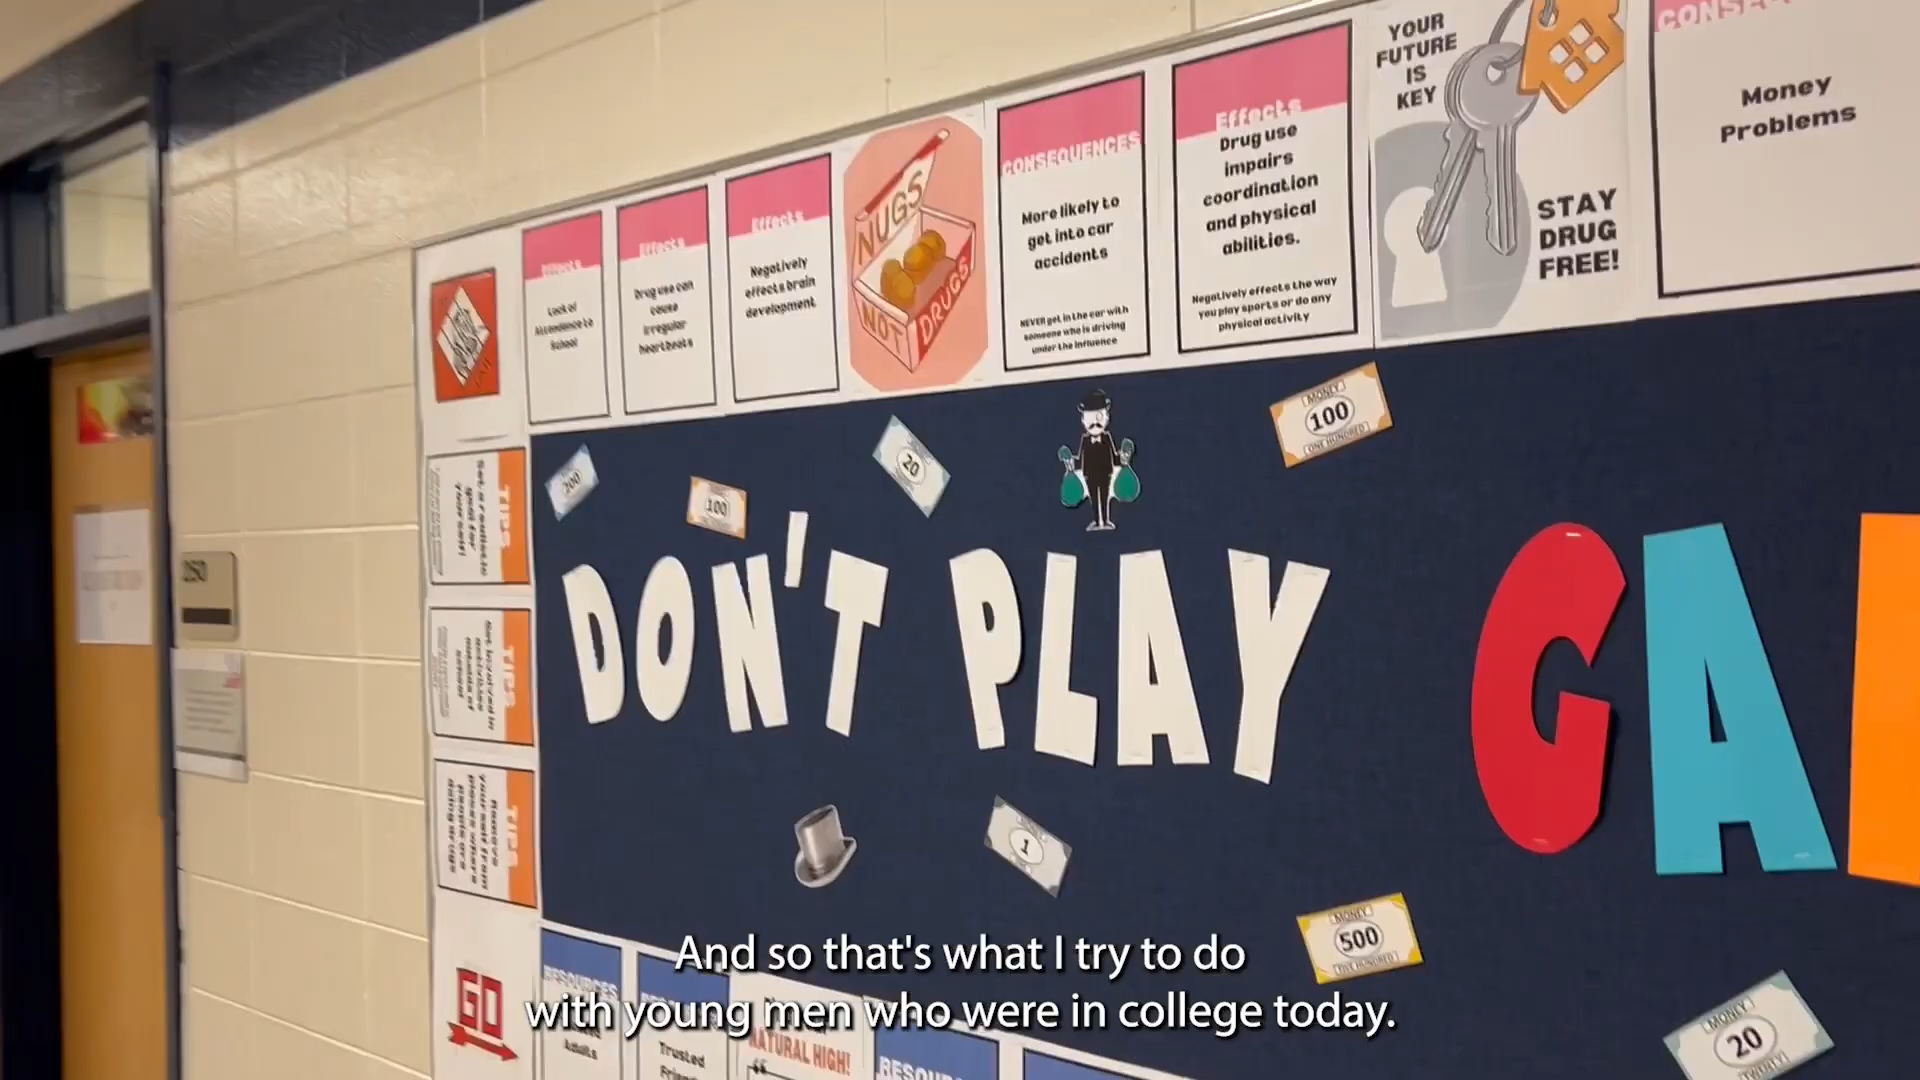 YOUR
FUTURE
IS
KEY
STAY
DRUG
FREE!
Money
Problems
Effects
Drug use
impairs
coordination
and physical
abilities.
Negatively effects the way
you play sports or do any
physical activity
CONSEQUENCES
More likely to
get into car
accidents
NEVER get in the car with
someone who is driving
under the influence
NUGS
NOT
DRUGS
Effects
Negatively
effects brain
development
Effects
Drug use can
cause
irregular
heartbeats
Effects
Lack of
Attendance to
School
MONEY
100
ONE HUNDRED
20
100
200
DON'T PLAY GA
250
TIPS
TIPS
TIPS
1
MONEY
500
FIVE HUNDRED
MONEY
20
TWENTY
GO
RESOURCES
Adults
Trusted
NATURAL HIGH!
And so that's what I try to do
with young men who were in college today.